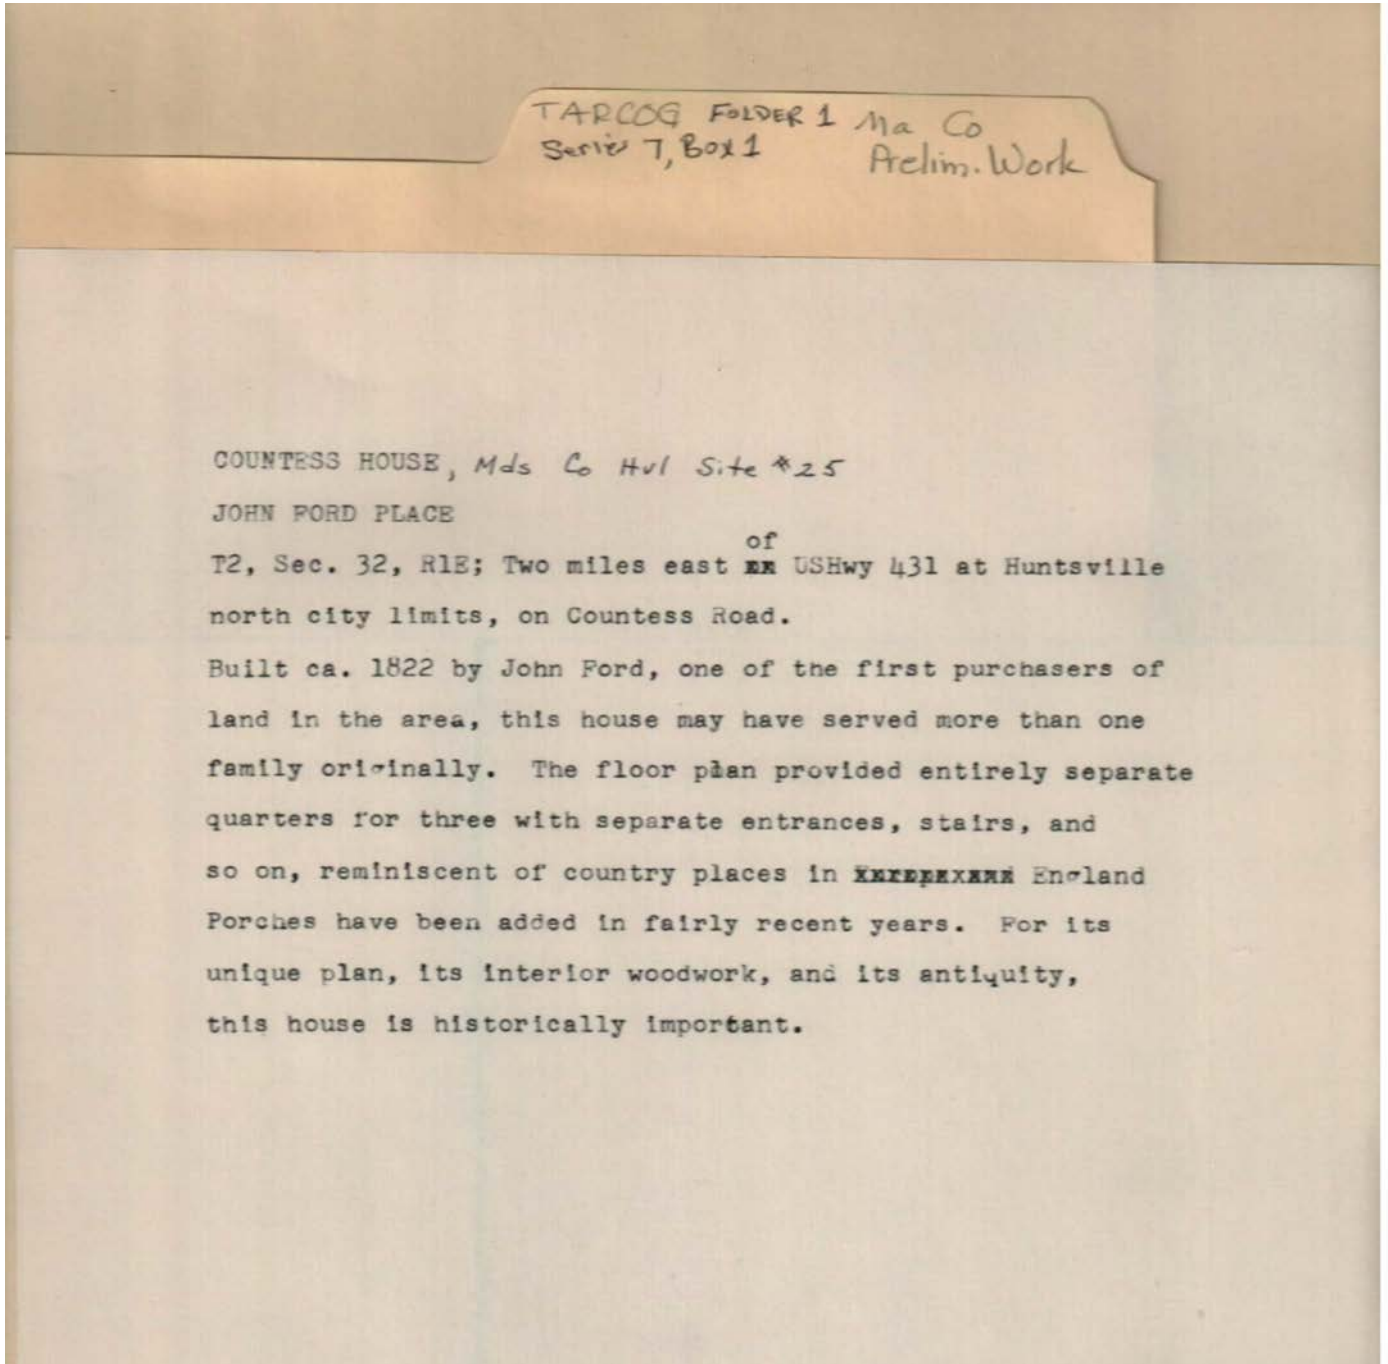 TARCOG FOLDER 1 Ma Co
Series 7, Box 1 Prelim. Work
COUNTESS HOUSE, Mds Co Hvl Site #25
JOHN FORD PLACE
of
T2, Sec. 32, R1E; Two miles east USHwy 431 at Huntsville
north city limits, on Countess Road.
Built ca. 1822 by John Ford, one of the first purchasers of
land in the area, this house may have served more than one
family originally. The floor plan provided entirely separate
quarters for three with separate entrances, stairs, and
so on, reminiscent of country places in England
Porches have been added in fairly recent years. For its
unique plan, its interior woodwork, and its antiquity,
this house is historically important.